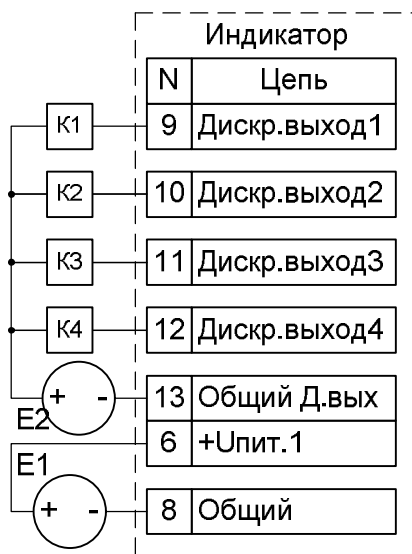 Индикатор
N Цепь
К1 9 Дискр.выход1
К2 10 Дискр.выход2
К3 11 Дискр.выход3
К4 12 Дискр.выход4
+ - 13 Общий Д.вых
E2
6 +Uпит.1
E1
+ - 8 Общий